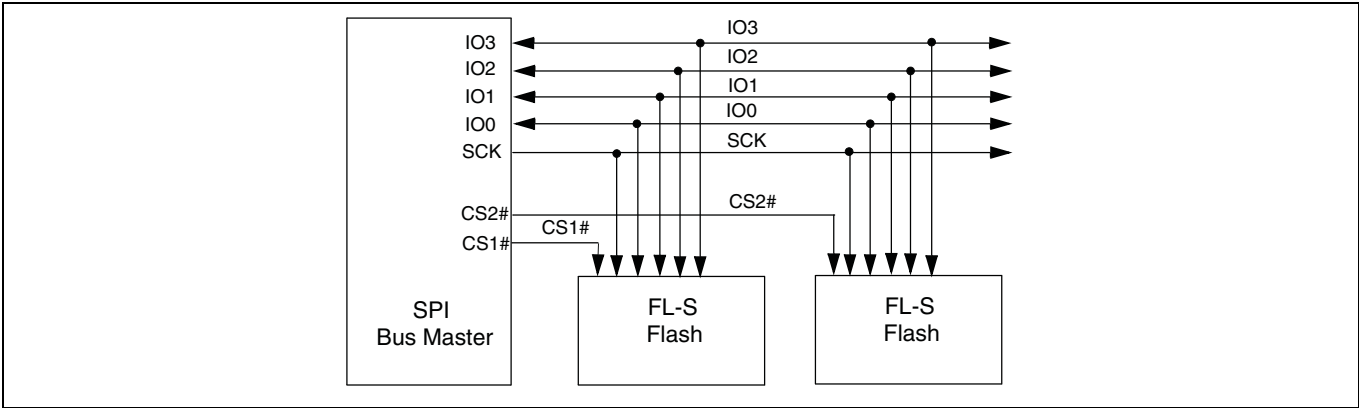 IO3
IO3
IO2
IO2
IO1
IO1
IO0
IO0
SCK
SCK
CS2#
CS2#
CS1#
CS1#
SPI
Bus Master
FL-S
Flash
FL-S
Flash